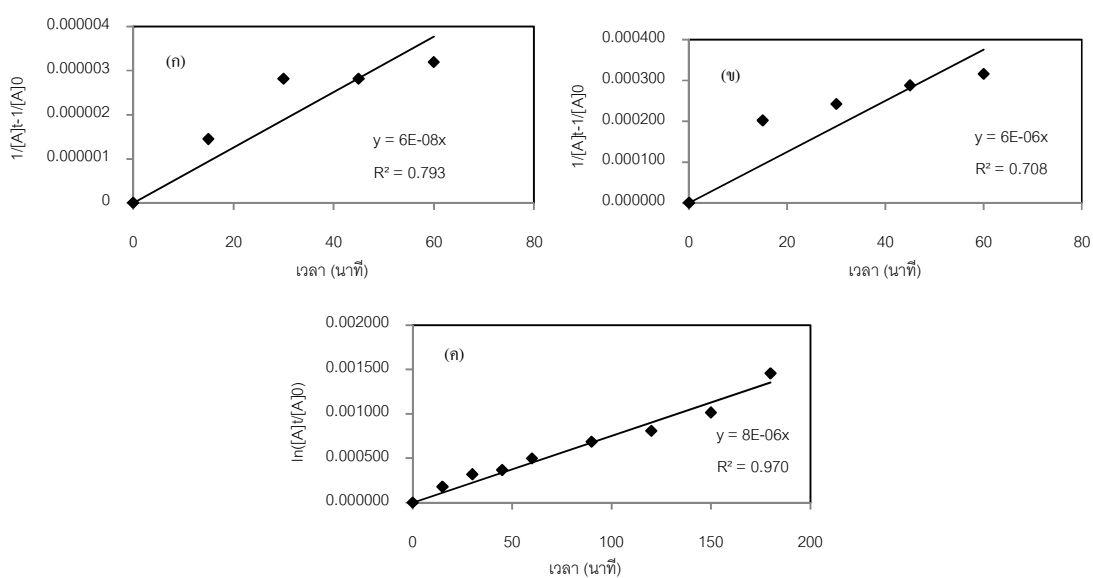 0.000004
0.000003
0.000002
0.000001
0
1/[A]t-1/[A]0
(ก)
y = 6E-08x
R² = 0.793
0 20 40 60 80
เวลา (นาที)
0.000400
0.000300
0.000200
0.000100
0.000000
1/[A]t-1/[A]0
(ข)
y = 6E-06x
R² = 0.708
0 20 40 60 80
เวลา (นาที)
0.002000
0.001500
0.001000
0.000500
0.000000
ln([A]t/[A]0)
(ค)
y = 8E-06x
R² = 0.970
0 50 100 150 200
เวลา (นาที)